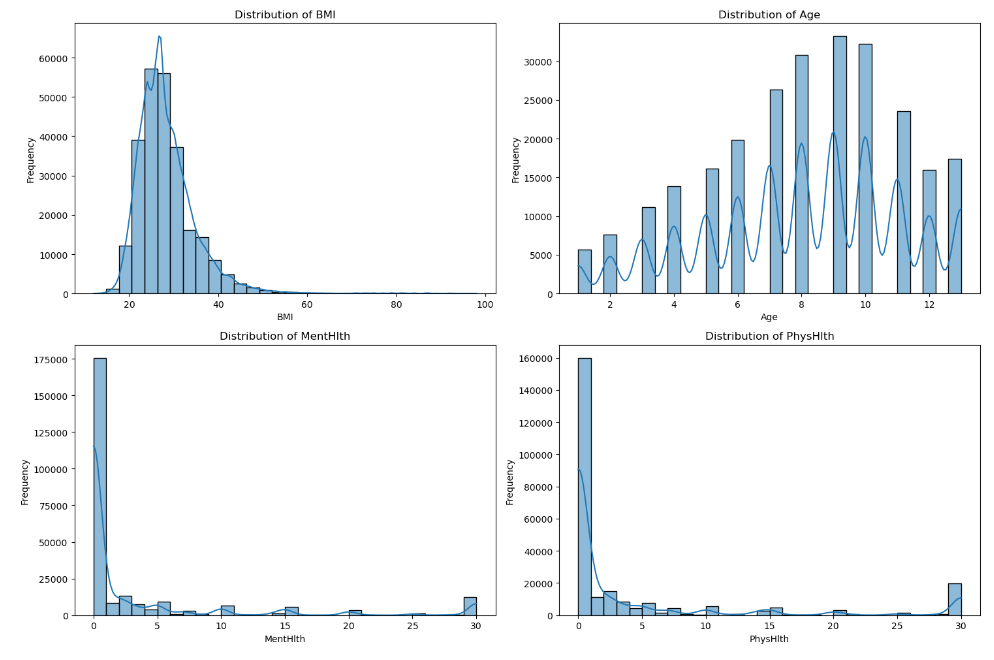 Distribution of BMI
Frequency
60000
50000
40000
30000
20000
10000
0
20 40 60 80 100
BMI
Distribution of Age
Frequency
30000
25000
20000
15000
10000
5000
0
2 4 6 8 10 12
Age
Distribution of MentHlth
Frequency
175000
150000
125000
100000
75000
50000
25000
0
0 5 10 15 20 25 30
MentHlth
Distribution of PhysHlth
Frequency
160000
140000
120000
100000
80000
60000
40000
20000
0
0 5 10 15 20 25 30
PhysHlth